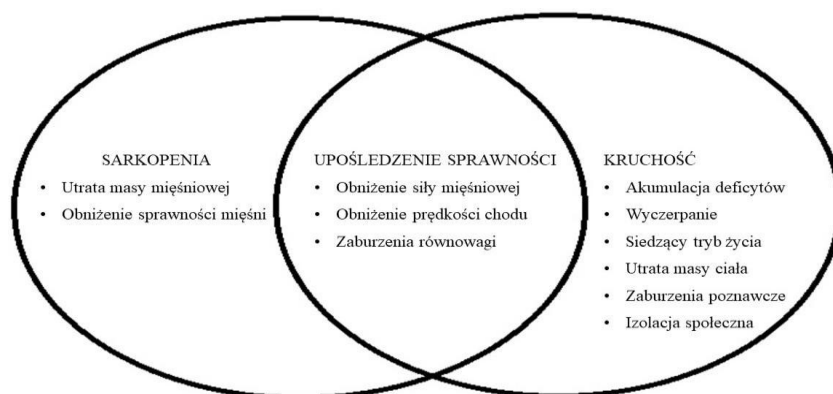 SARKOPENIA
• Utrata masy mięśniowej
• Obniżenie sprawności mięśni
UPOŚLEDZENIE SPRAWNOŚCI
• Obniżenie siły mięśniowej
• Obniżenie prędkości chodu
• Zaburzenia równowagi
KRUCHOŚĆ
• Akumulacja deficytów
• Wyczerpanie
• Siedzący tryb życia
• Utrata masy ciała
• Zaburzenia poznawcze
• Izolacja społeczna